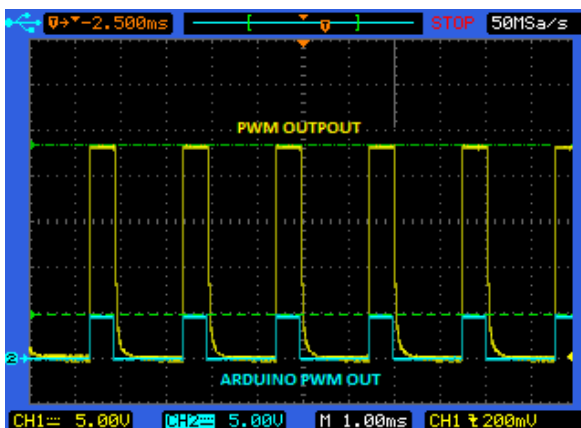 -2.500ms STOP 50MSa/s
PWM OUTPOUT
2
ARDUINO PWM OUT
CH1 5.00V CH2 5.00V M 1.00ms CH1 200mV